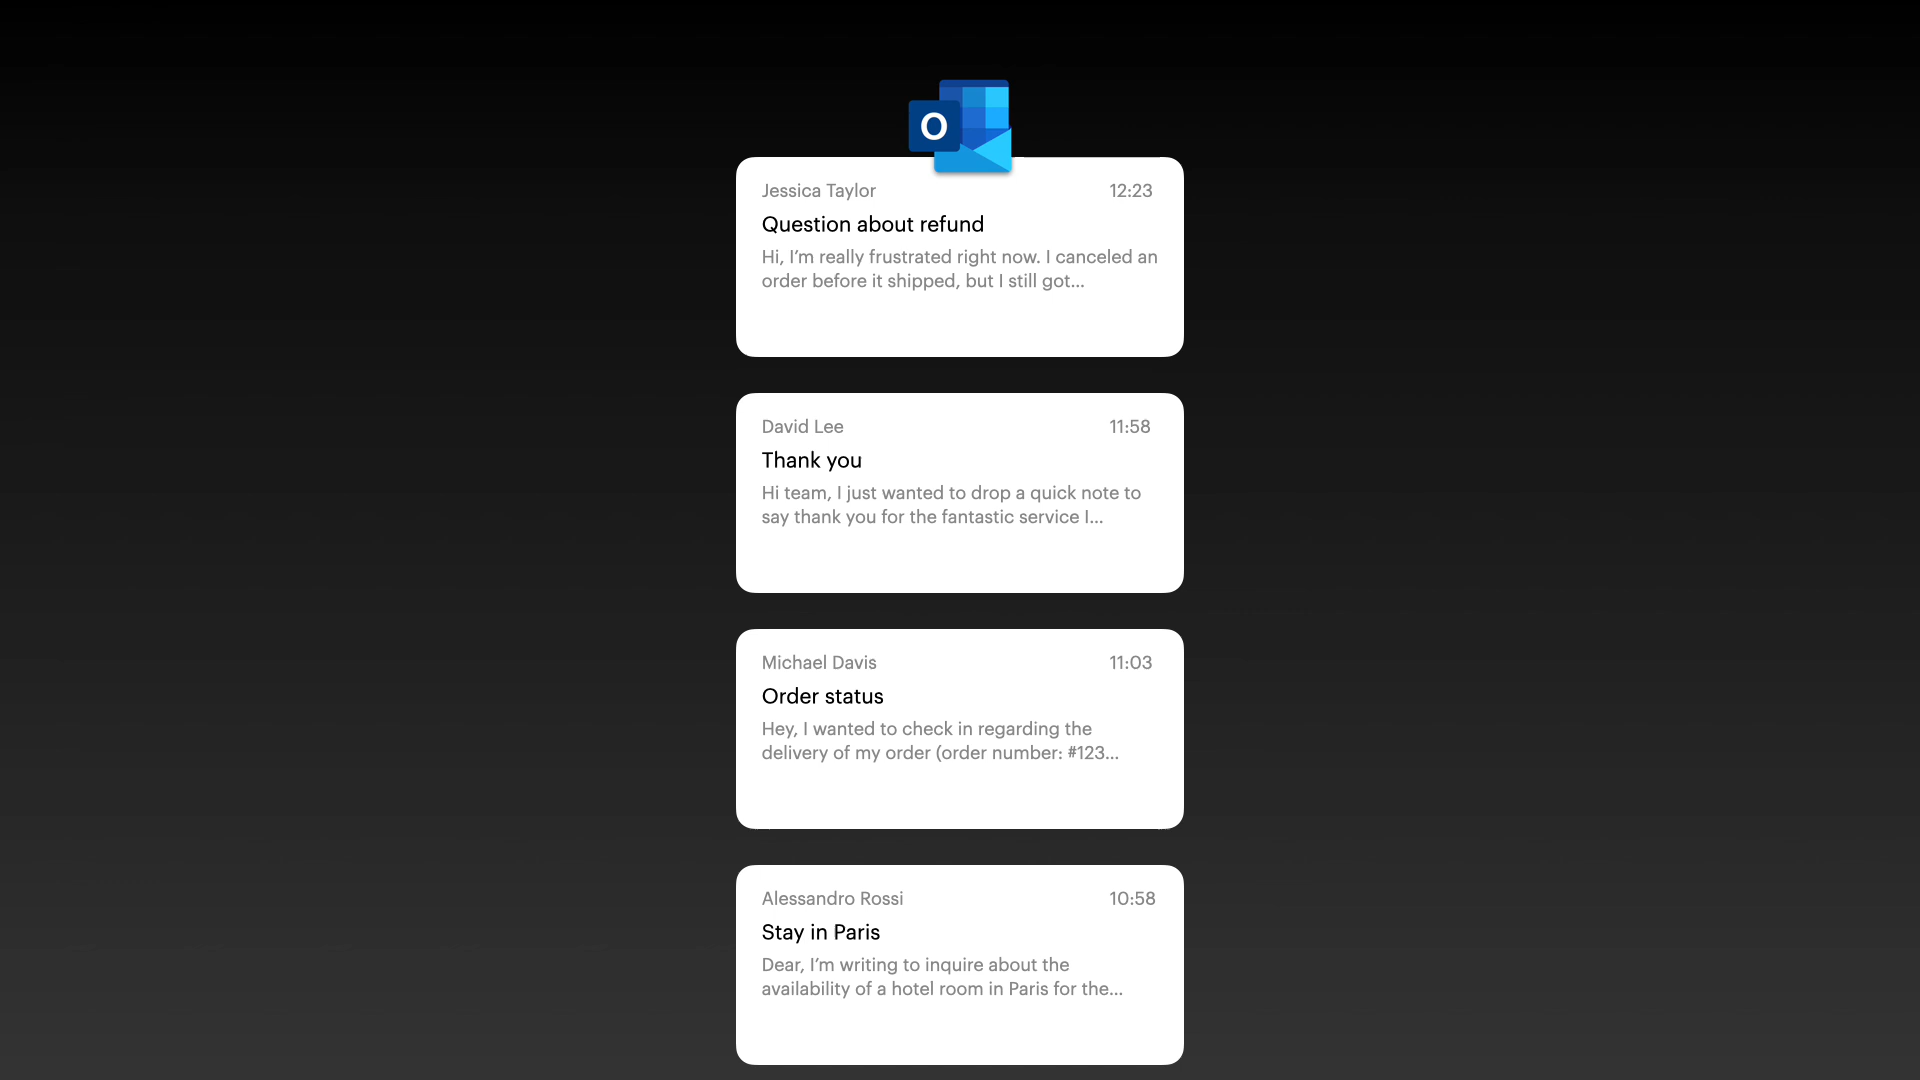 O
Jessica Taylor 12:23
Question about refund
Hi, I’m really frustrated right now. I canceled an
order before it shipped, but I still got...
David Lee 11:58
Thank you
Hi team, I just wanted to drop a quick note to
say thank you for the fantastic service I...
Michael Davis 11:03
Order status
Hey, I wanted to check in regarding the
delivery of my order (order number: #123...
Alessandro Rossi 10:58
Stay in Paris
Dear, I’m writing to inquire about the
availability of a hotel room in Paris for the...